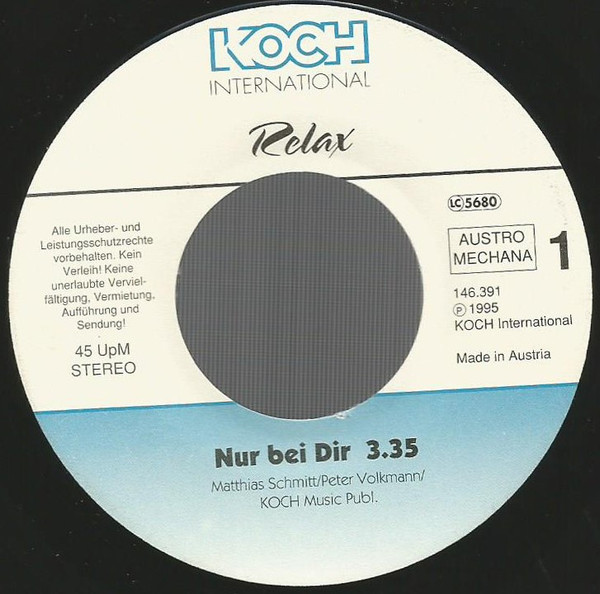 KOCH
INTERNATIONAL
Relax
Alle Urheber- und
Leistungsschutzrechte
vorbehalten. Kein
Verleih! Keine
unerlaubte Verviel-
fältigung, Vermietung,
Aufführung und
Sendung!
45 UpM
STEREO
LC 5680
AUSTRO
MECHANA
1
146.391
Ⓟ 1995
KOCH International
Made in Austria
Nur bei Dir 3.35
Matthias Schmitt/Peter Volkmann/
KOCH Music Publ.